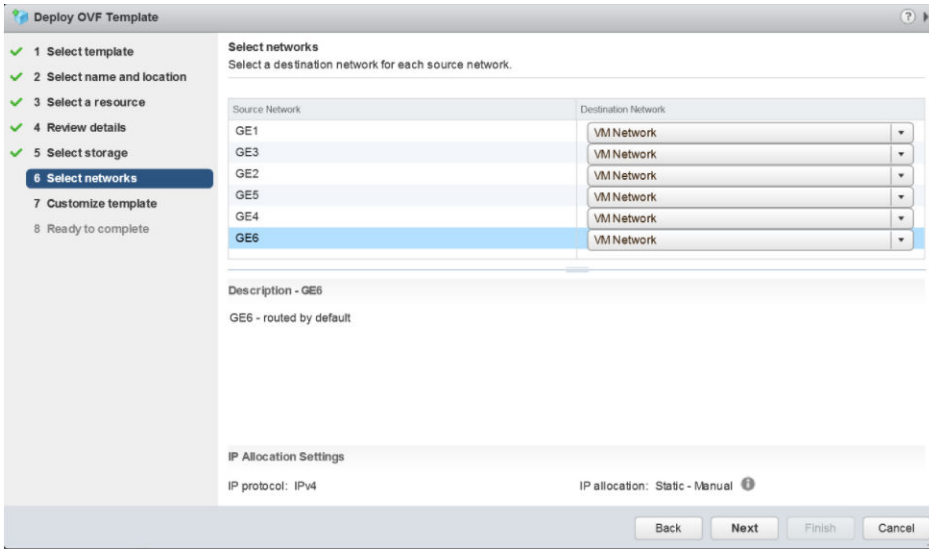 Deploy OVF Template
?
1 Select template
2 Select name and location
3 Select a resource
4 Review details
5 Select storage
6 Select networks
7 Customize template
8 Ready to complete
Select networks
Select a destination network for each source network.
Source Network Destination Network
GE1 VM Network
GE3 VM Network
GE2 VM Network
GE5 VM Network
GE4 VM Network
GE6 VM Network
Description - GE6
GE6 - routed by default
IP Allocation Settings
IP protocol: IPv4 IP allocation: Static - Manual
Back Next Finish Cancel